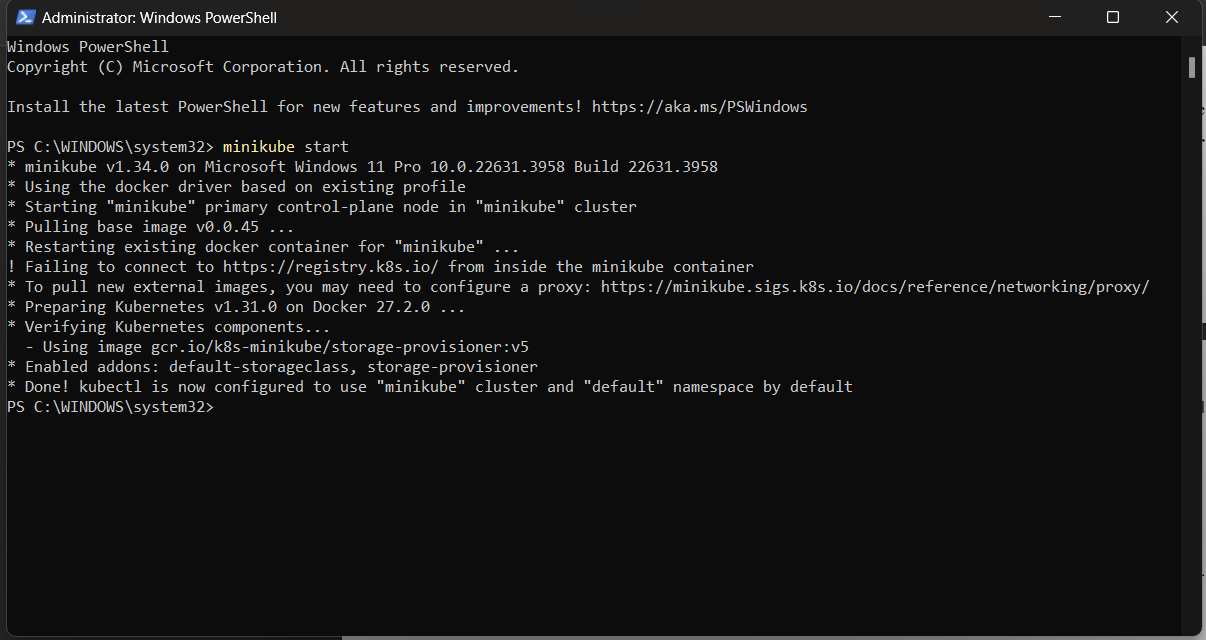 Administrator: Windows PowerShell
Windows PowerShell
Copyright (C) Microsoft Corporation. All rights reserved.
Install the latest PowerShell for new features and improvements! https://aka.ms/PSWindows
PS C:\WINDOWS\system32> minikube start
* minikube v1.34.0 on Microsoft Windows 11 Pro 10.0.22631.3958 Build 22631.3958
* Using the docker driver based on existing profile
* Starting "minikube" primary control-plane node in "minikube" cluster
* Pulling base image v0.0.45 ...
* Restarting existing docker container for "minikube" ...
! Failing to connect to https://registry.k8s.io/ from inside the minikube container
* To pull new external images, you may need to configure a proxy: https://minikube.sigs.k8s.io/docs/reference/networking/proxy/
* Preparing Kubernetes v1.31.0 on Docker 27.2.0 ...
* Verifying Kubernetes components...
  - Using image gcr.io/k8s-minikube/storage-provisioner:v5
* Enabled addons: default-storageclass, storage-provisioner
* Done! kubectl is now configured to use "minikube" cluster and "default" namespace by default
PS C:\WINDOWS\system32>